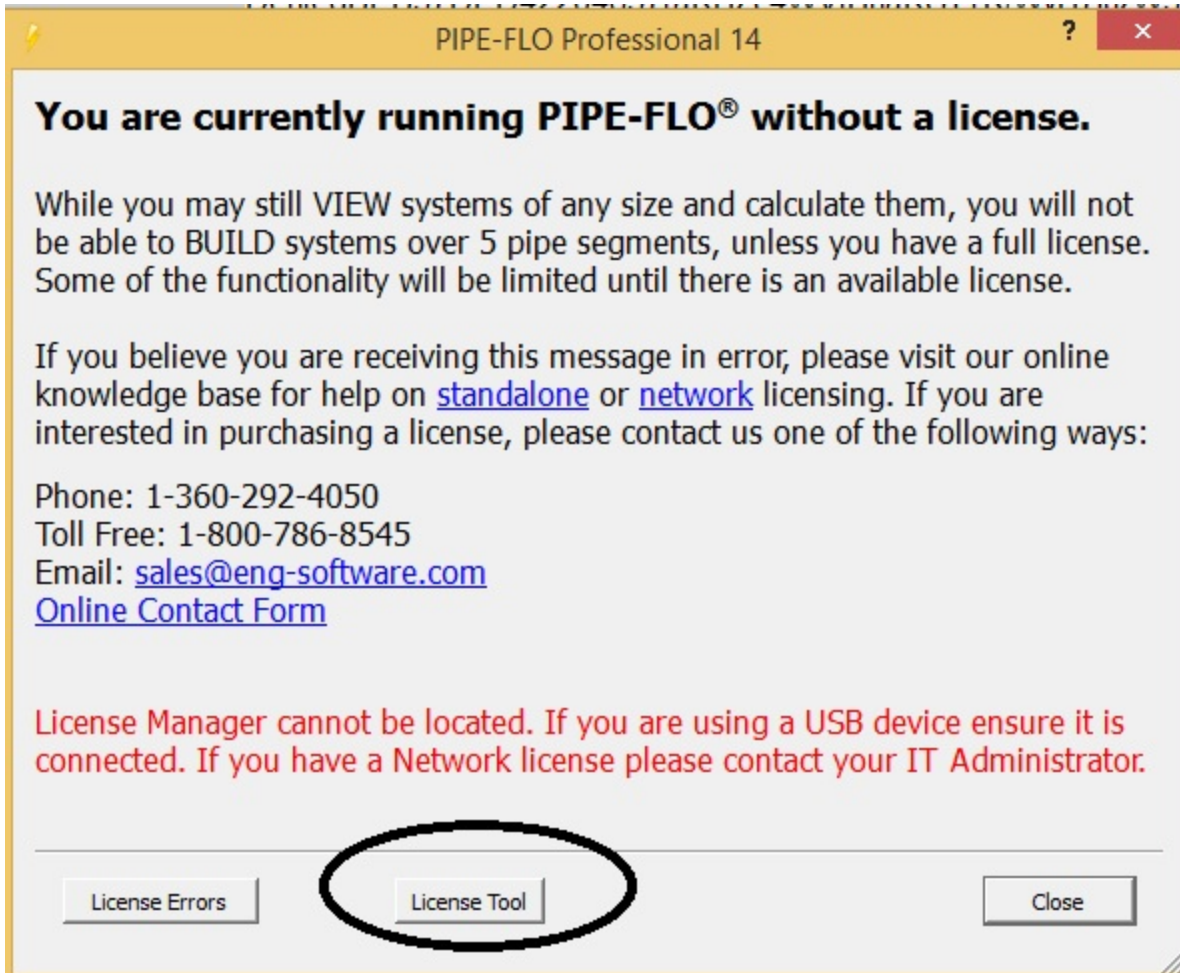 PIPE-FLO Professional 14
?
×
You are currently running PIPE-FLO® without a license.
While you may still VIEW systems of any size and calculate them, you will not
be able to BUILD systems over 5 pipe segments, unless you have a full license.
Some of the functionality will be limited until there is an available license.
If you believe you are receiving this message in error, please visit our online
knowledge base for help on standalone or network licensing. If you are
interested in purchasing a license, please contact us one of the following ways:
Phone: 1-360-292-4050
Toll Free: 1-800-786-8545
Email: sales@eng-software.com
Online Contact Form
License Manager cannot be located. If you are using a USB device ensure it is
connected. If you have a Network license please contact your IT Administrator.
License Errors
License Tool
Close